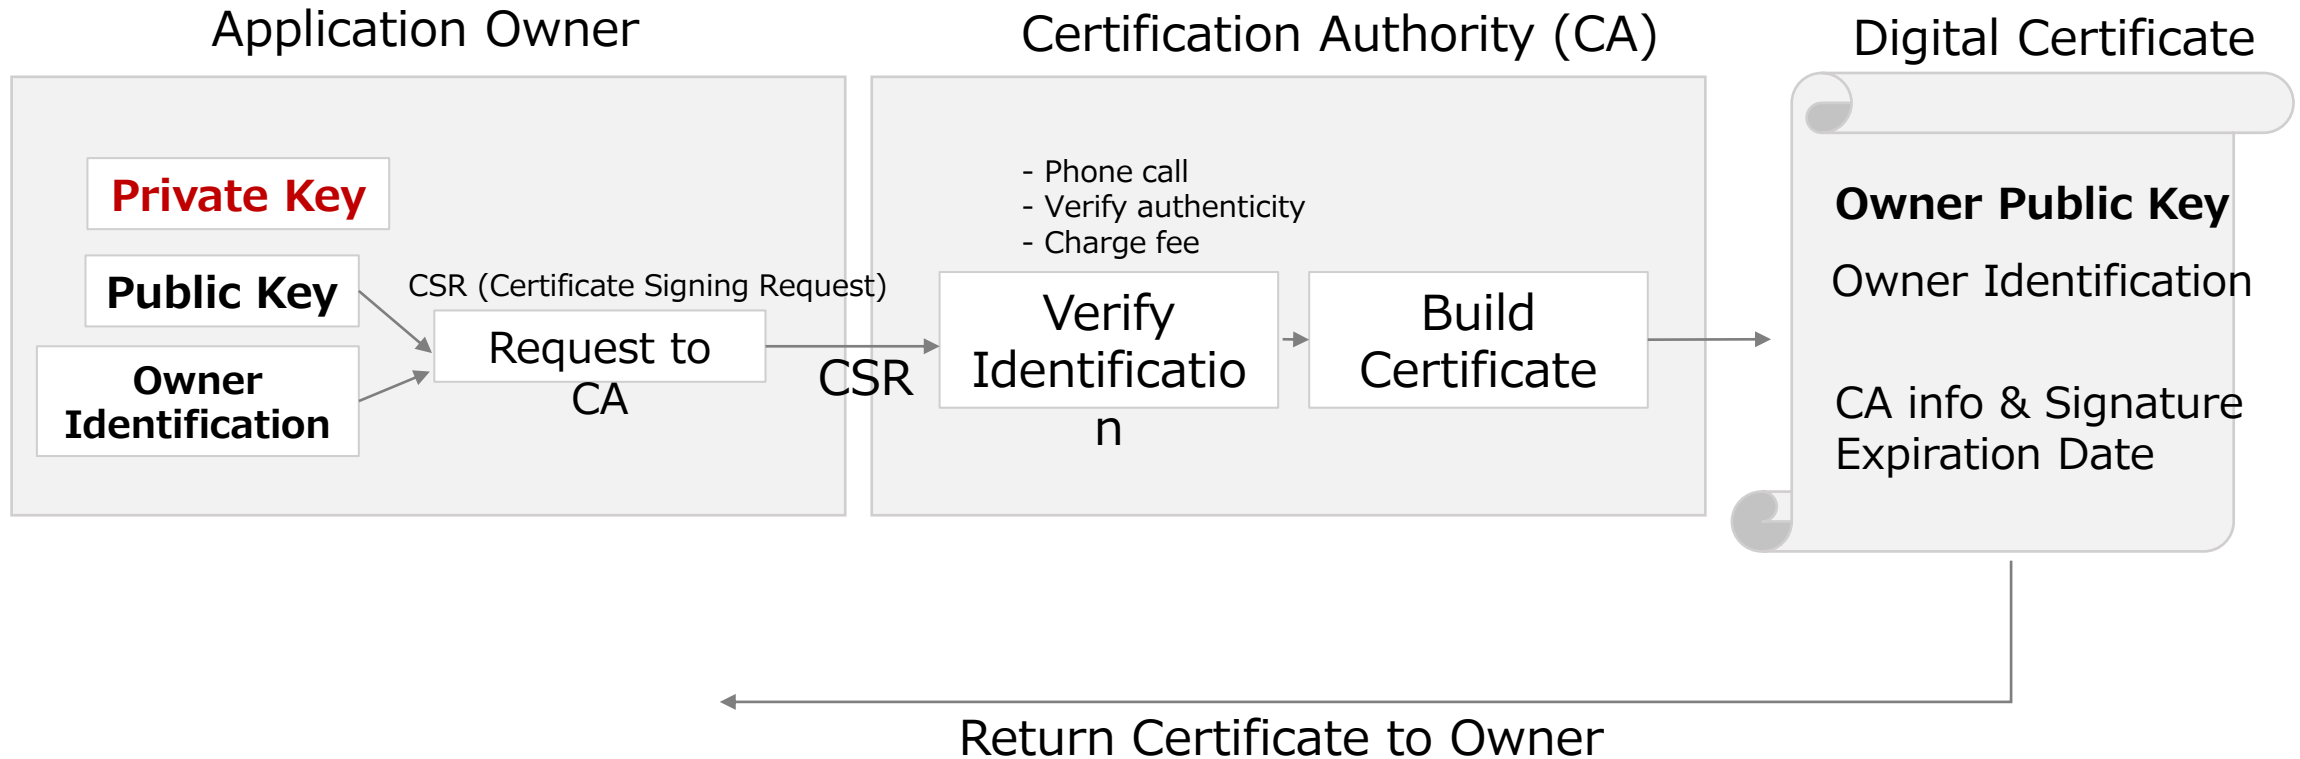 Application Owner
Certification Authority (CA)
Digital Certificate
Private Key
Public Key
Owner
Identification
CSR (Certificate Signing Request)
Request to
CA
CSR
- Phone call
- Verify authenticity
- Charge fee
Verify
Identificatio
n
Build
Certificate
Owner Public Key
Owner Identification
CA info & Signature
Expiration Date
Return Certificate to Owner